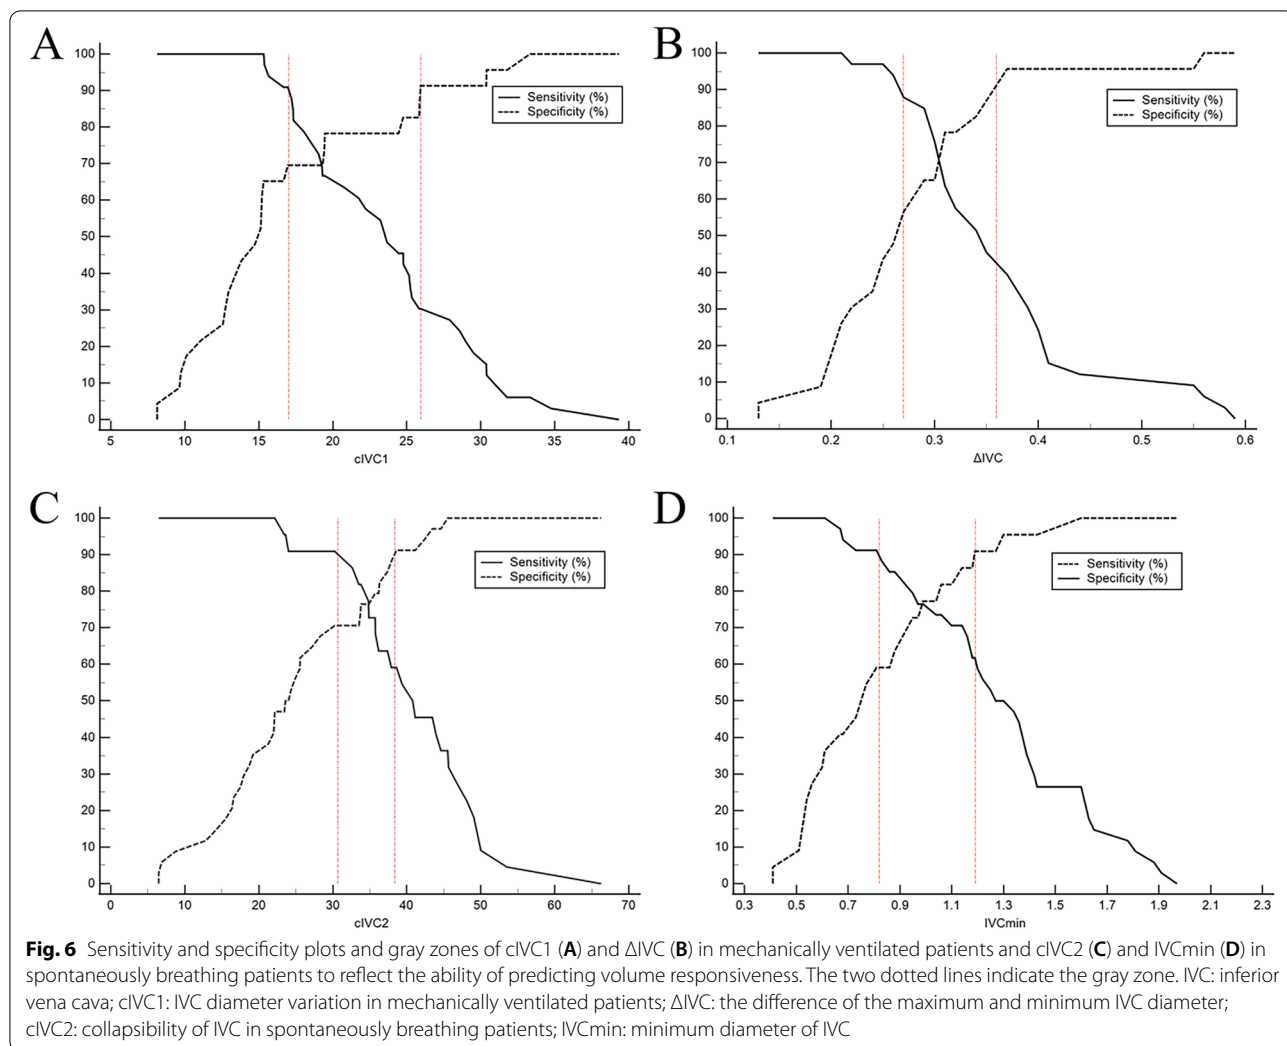 A
100
90
80
70
60
50
40
30
20
10
0
Sensitivity (%)
Specificity (%)
5 10 15 20 25 30 35 40
cIVC1
B
100
90
80
70
60
50
40
30
20
10
0
Sensitivity (%)
Specificity (%)
0.1 0.2 0.3 0.4 0.5 0.6
ΔIVC
C
100
90
80
70
60
50
40
30
20
10
0
Sensitivity (%)
Specificity (%)
0 10 20 30 40 50 60 70
cIVC2
D
100
90
80
70
60
50
40
30
20
10
0
Sensitivity (%)
Specificity (%)
0.3 0.5 0.7 0.9 1.1 1.3 1.5 1.7 1.9 2.1 2.3
IVCmin
Fig. 6 Sensitivity and specificity plots and gray zones of cIVC1 (A) and ΔIVC (B) in mechanically ventilated patients and cIVC2 (C) and IVCmin (D) in
spontaneously breathing patients to reflect the ability of predicting volume responsiveness. The two dotted lines indicate the gray zone. IVC: inferior
vena cava; cIVC1: IVC diameter variation in mechanically ventilated patients; ΔIVC: the difference of the maximum and minimum IVC diameter;
cIVC2: collapsibility of IVC in spontaneously breathing patients; IVCmin: minimum diameter of IVC